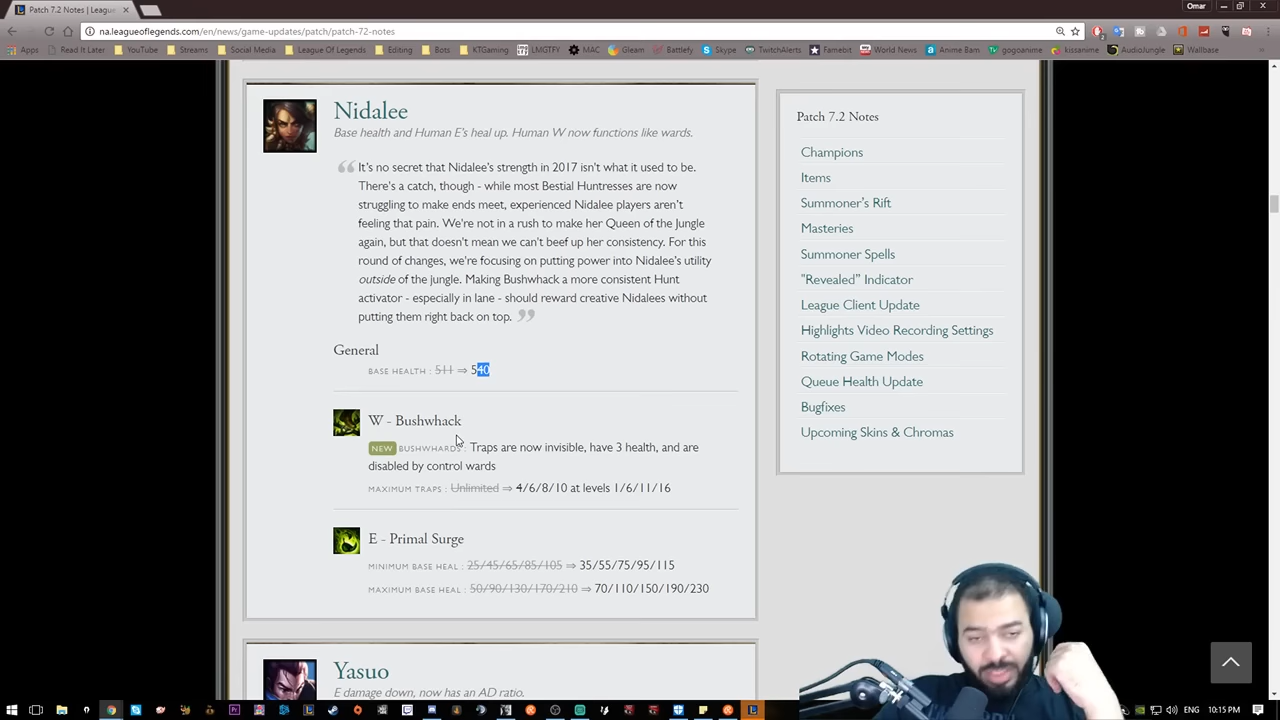 Patch 7.2 Notes | Leagu
Omar
na.leagueoflegends.com/en/news/game-updates/patch/patch-72-notes
Apps Read It Later YouTube Streams Social Media League Of Legends Editing Bots KTGaming LMGTFY MAC Gleam Battlefy Skype TwitchAlerts Famebit World News Anime Bam gogoanime kissanime AudioJungle Wallbase
Nidalee
Base health and Human E's heal up. Human W now functions like wards.
It's no secret that Nidalee's strength in 2017 isn't what it used to be.
There's a catch, though - while most Bestial Huntresses are now
struggling to make ends meet, experienced Nidalee players aren't
feeling that pain. We're not in a rush to make her Queen of the Jungle
again, but that doesn't mean we can't beef up her consistency. For this
round of changes, we're focusing on putting power into Nidalee's utility
outside of the jungle. Making Bushwhack a more consistent Hunt
activator - especially in lane - should reward creative Nidalees without
putting them right back on top.
General
BASE HEALTH : 511 ⇒ 540
W - Bushwhack
NEW BUSHWHARDS : Traps are now invisible, have 3 health, and are
disabled by control wards
MAXIMUM TRAPS : Unlimited ⇒ 4/6/8/10 at levels 1/6/11/16
E - Primal Surge
MINIMUM BASE HEAL : 25/45/65/85/105 ⇒ 35/55/75/95/115
MAXIMUM BASE HEAL : 50/90/130/170/210 ⇒ 70/110/150/190/230
Yasuo
E damage down, now has an AD ratio.
Patch 7.2 Notes
Champions
Items
Summoner's Rift
Masteries
Summoner Spells
"Revealed" Indicator
League Client Update
Highlights Video Recording Settings
Rotating Game Modes
Queue Health Update
Bugfixes
Upcoming Skins & Chromas
ENG 10:15 PM